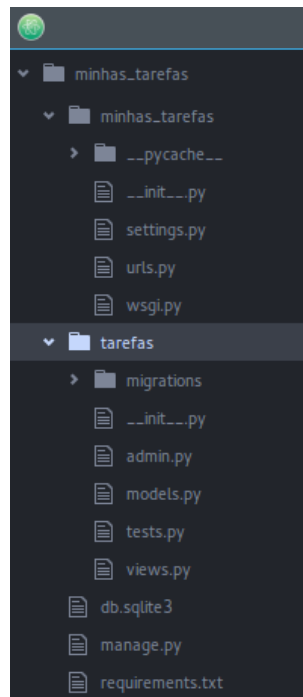 minhas_tarefas
minhas_tarefas
__pycache__
__init__.py
settings.py
urls.py
wsgi.py
tarefas
migrations
__init__.py
admin.py
models.py
tests.py
views.py
db.sqlite3
manage.py
requirements.txt